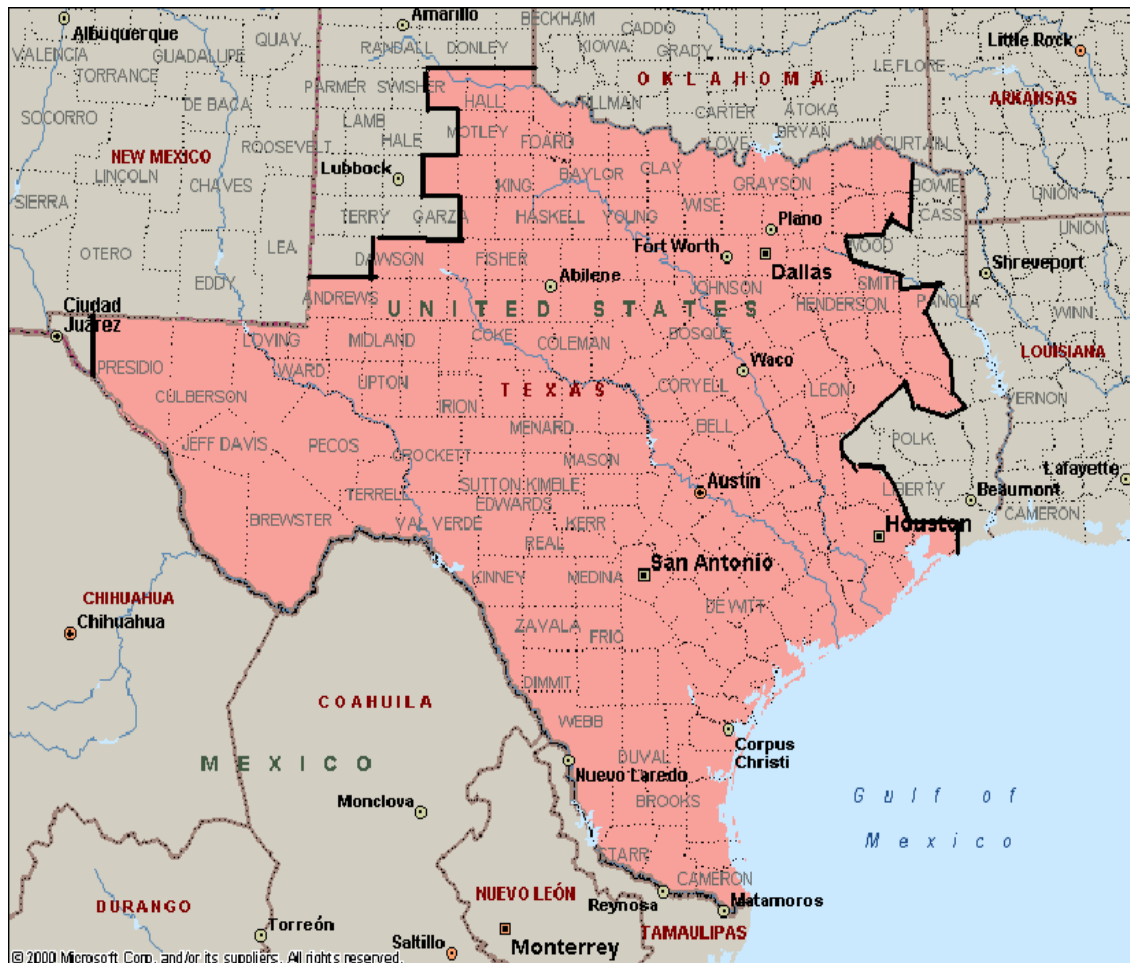 Amarillo
BECKHAM
CADDO
Albuquerque
QUAY
RANDALL
DONLEY
KIOWA
GRADY
Little Rock
VALENCIA
GUADALUPE
LE FLORE
TORRANCE
PARMER
SWISHER
OKLAHOMA
ARKANSAS
DE BACA
HALL
TILLMAN
CARTER
ATOKA
SOCORRO
LAMB
HALE
MOTLEY
FOARD
LOVE
BRYAN
MCCURTAIN
ROOSEVELT
NEW MEXICO
LINCOLN
CHAVES
Lubbock
KING
BAYLOR
CLAY
GRAYSON
BOWIE
UNION
SIERRA
TERRY
GARZA
HASKELL
YOUNG
WISE
Plano
CASS
OTERO
LEA
DAWSON
FISHER
Fort Worth
Dallas
WOOD
UNION
Shreveport
EDDY
ANDREWS
Abilene
JOHNSON
SMITH
HENDERSON
PANOLA
Ciudad
Juárez
UNITED STATES
WINN
LOVING
MIDLAND
COKE
COLEMAN
BOSQUE
LOUISIANA
PRESIDIO
WARD
UPTON
TEXAS
Waco
CULBERSON
IRION
CORYELL
LEON
VERNON
JEFF DAVIS
PECOS
MENARD
BELL
POLK
CROCKETT
MASON
Lafayette
TERRELL
SUTTON
KIMBLE
EDWARDS
Austin
LIBERTY
Beaumont
CAMERON
BREWSTER
VAL VERDE
KERR
Houston
REAL
San Antonio
KINNEY
MEDINA
CHIHUAHUA
Chihuahua
DE WITT
ZAVALA
FRIO
DIMMIT
COAHUILA
WEBB
Corpus
Christi
MEXICO
DUVAL
Nuevo Laredo
Monclova
BROOKS
Gulf of
Mexico
STARR
CAMERON
DURANGO
NUEVO LEÓN
Reynosa
Matamoros
Torreón
TAMAULIPAS
Saltillo
Monterrey
© 2000 Microsoft Corp. and/or its suppliers. All rights reserved.